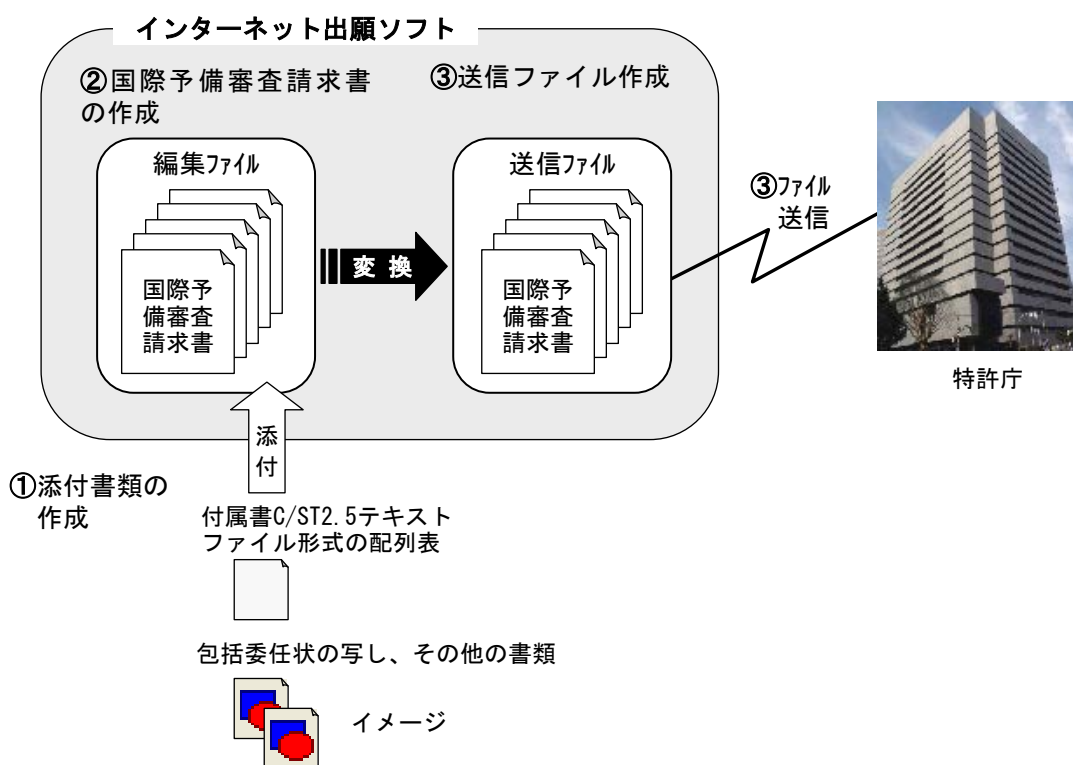 インターネット出願ソフト
②国際予備審査請求書
の作成
③送信ファイル作成
編集ファイル
国際予
備審査
請求書
変換
送信ファイル
国際予
備審査
請求書
③ファイル
送信
特許庁
添
付
①添付書類の
作成
付属書C/ST2.5テキスト
ファイル形式の配列表
包括委任状の写し、その他の書類
イメージ